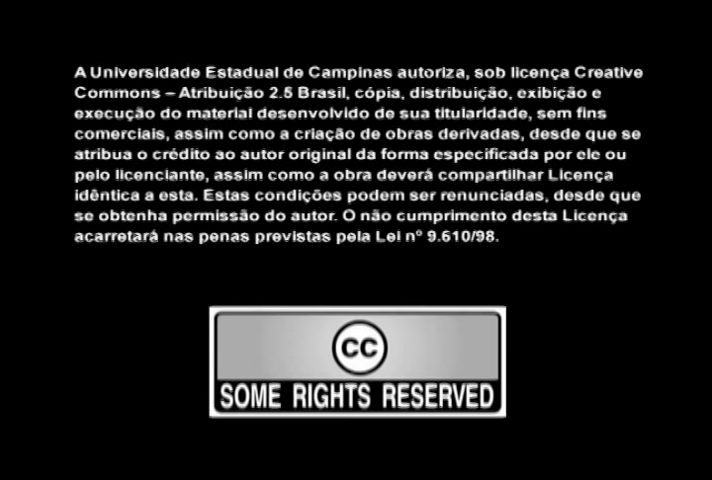 A Universidade Estadual de Campinas autoriza, sob licença Creative
Commons – Atribuição 2.5 Brasil, cópia, distribuição, exibição e
execução do material desenvolvido de sua titularidade, sem fins
comerciais, assim como a criação de obras derivadas, desde que se
atribua o crédito ao autor original da forma especificada por ele ou
pelo licenciante, assim como a obra deverá compartilhar Licença
idêntica a esta. Estas condições podem ser renunciadas, desde que
se obtenha permissão do autor. O não cumprimento desta Licença
acarretará nas penas previstas pela Lei nº 9.610/98.
CC
SOME RIGHTS RESERVED